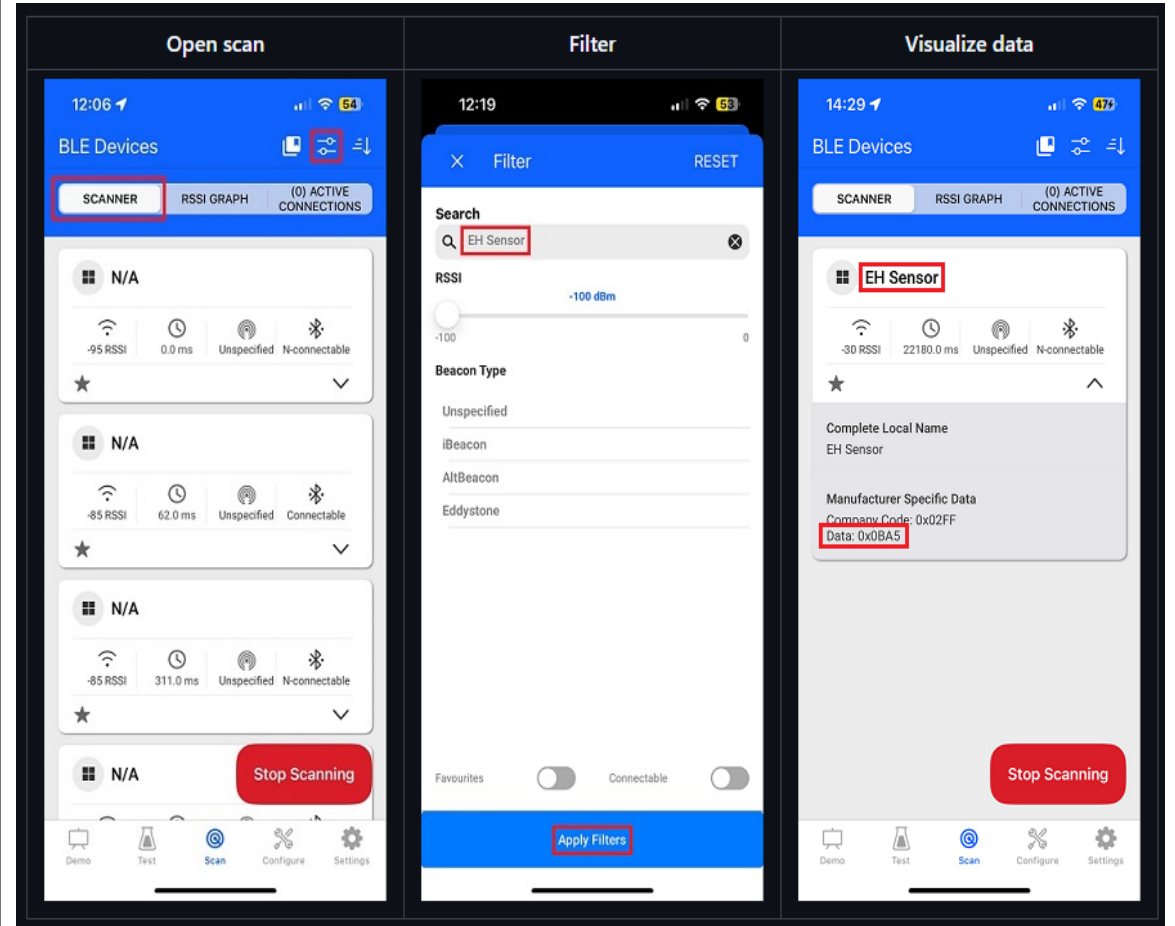 Open scan
Filter
Visualize data
12:06
54
BLE Devices
SCANNER
RSSI GRAPH
(0) ACTIVE
CONNECTIONS
N/A
-95 RSSI
0.0 ms
Unspecified
N-connectable
N/A
-85 RSSI
62.0 ms
Unspecified
Connectable
N/A
-85 RSSI
311.0 ms
Unspecified
N-connectable
N/A
Stop Scanning
Demo
Test
Scan
Configure
Settings
12:19
53
Filter
RESET
Search
EH Sensor
RSSI
-100 dBm
-100
0
Beacon Type
Unspecified
iBeacon
AltBeacon
Eddystone
Favourites
Connectable
Apply Filters
14:29
47
BLE Devices
SCANNER
RSSI GRAPH
(0) ACTIVE
CONNECTIONS
EH Sensor
-30 RSSI
22180.0 ms
Unspecified
N-connectable
Complete Local Name
EH Sensor
Manufacturer Specific Data
Company Code: 0x02FF
Data: 0x0BA5
Stop Scanning
Demo
Test
Scan
Configure
Settings